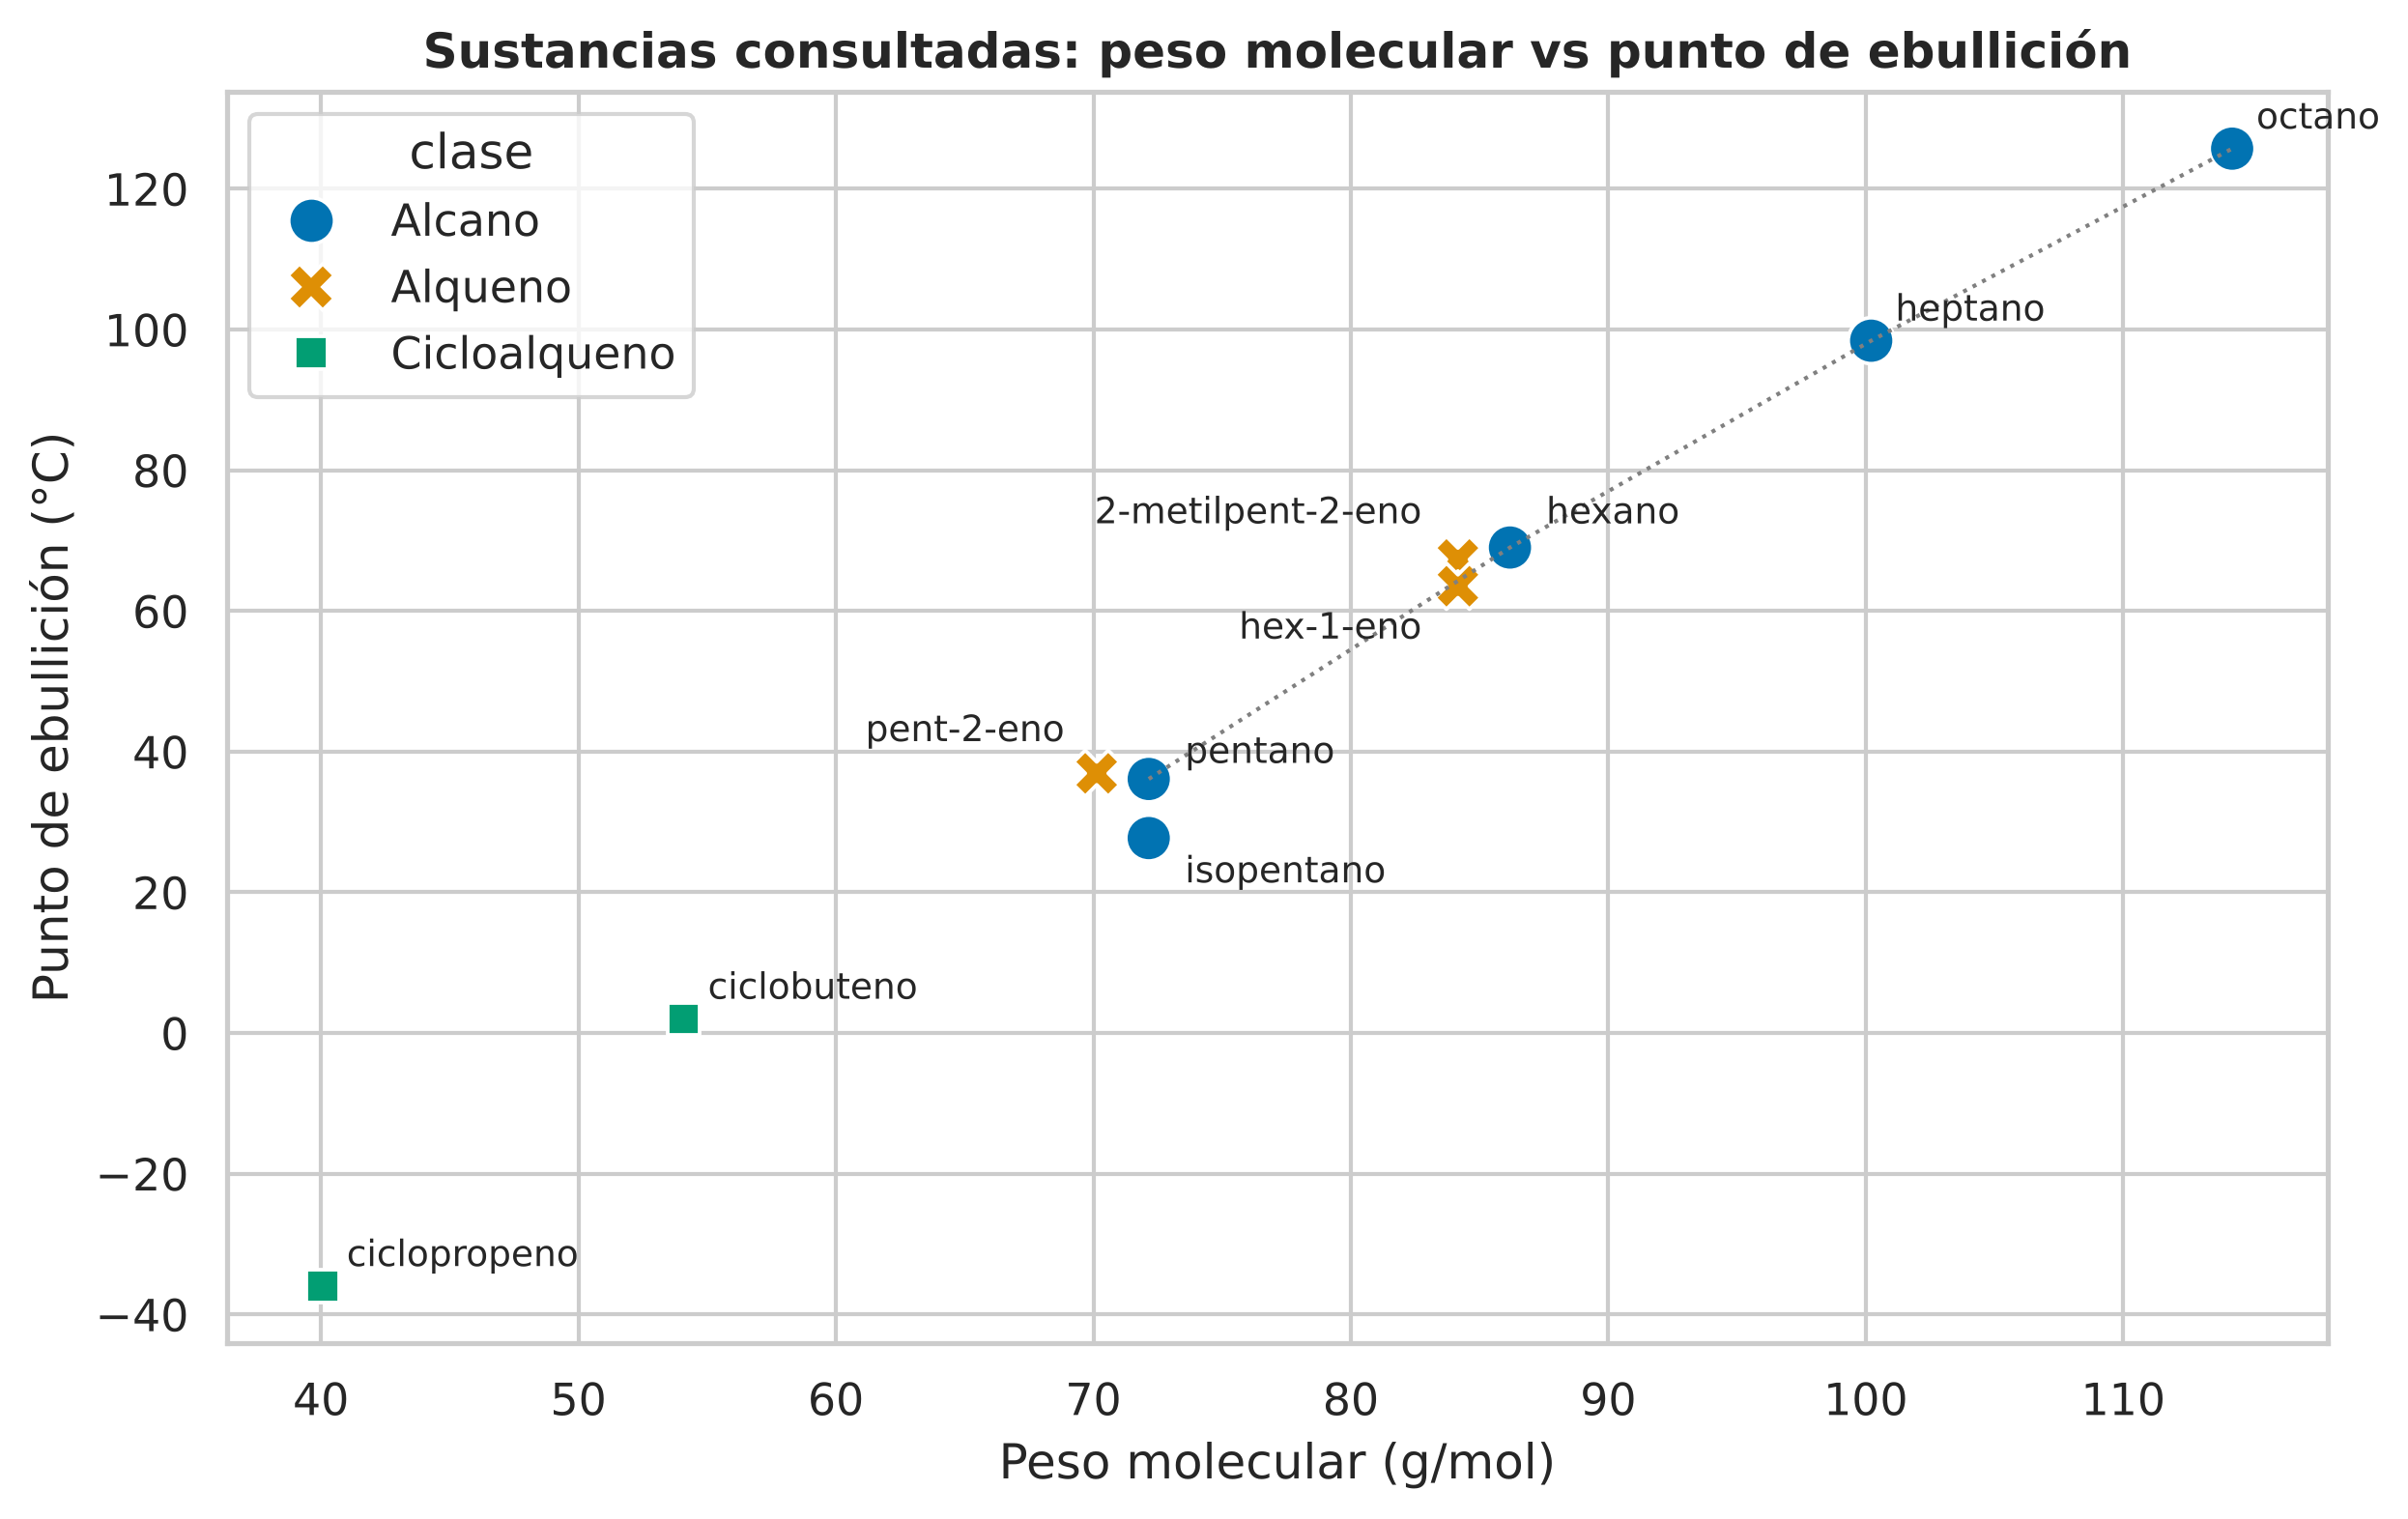 Sustancias consultadas: peso molecular vs punto de ebullición
clase
Alcano
Alqueno
Cicloalqueno
octano
heptano
2-metilpent-2-eno
hexano
hex-1-eno
pent-2-eno
pentano
isopentano
ciclobuteno
ciclopropeno
120
100
80
60
40
20
0
−20
−40
Punto de ebullición (°C)
40
50
60
70
80
90
100
110
Peso molecular (g/mol)